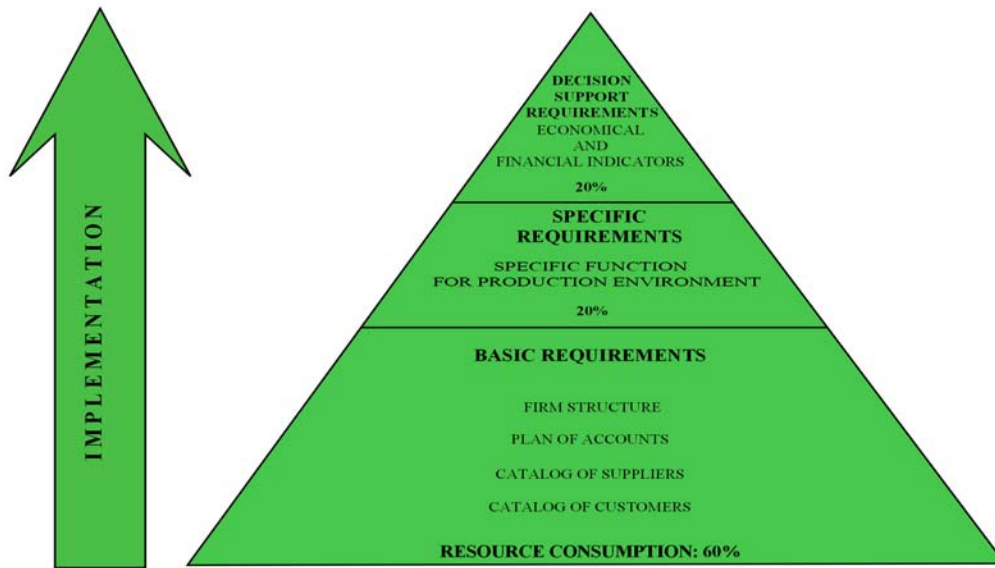 IMPLEMENTATION
DECISION
SUPPORT
REQUIREMENTS
ECONOMICAL
AND
FINANCIAL INDICATORS
20%
SPECIFIC
REQUIREMENTS
SPECIFIC FUNCTION
FOR PRODUCTION ENVIRONMENT
20%
BASIC REQUIREMENTS
FIRM STRUCTURE
PLAN OF ACCOUNTS
CATALOG OF SUPPLIERS
CATALOG OF CUSTOMERS
RESOURCE CONSUMPTION: 60%